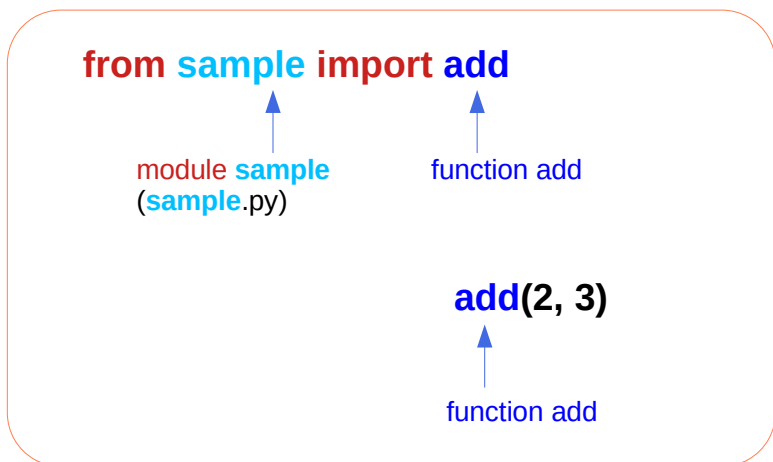 from sample import add
module sample function add
(sample.py)
add(2, 3)
function add